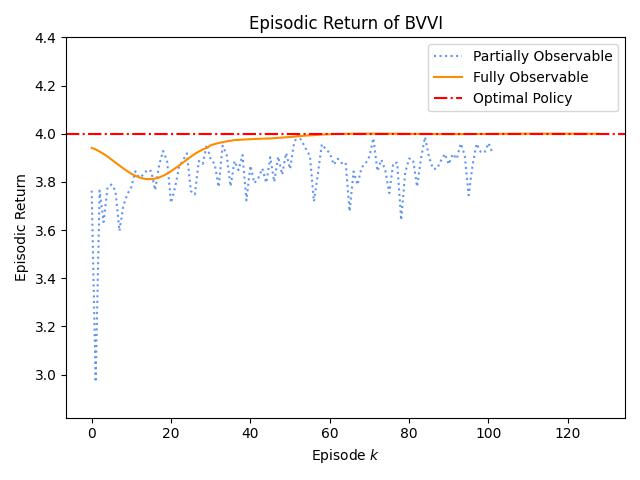 Episodic Return of BVVI
4.4
4.2
4.0
3.8
3.6
3.4
3.2
3.0
Episodic Return
Partially Observable
Fully Observable
Optimal Policy
0 20 40 60 80 100 120
Episode k